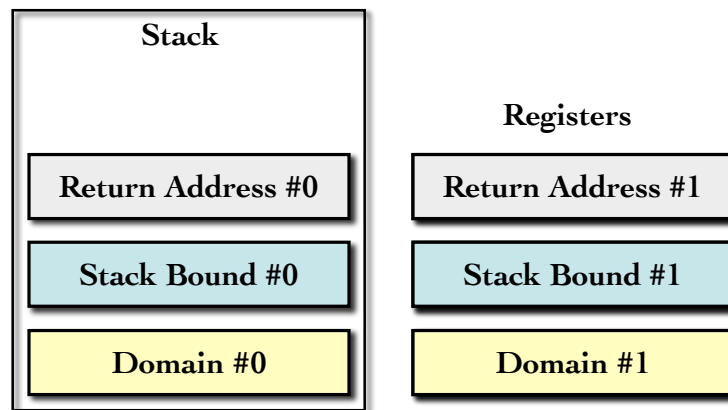 Stack
Registers
Return Address #0
Return Address #1
Stack Bound #0
Stack Bound #1
Domain #0
Domain #1